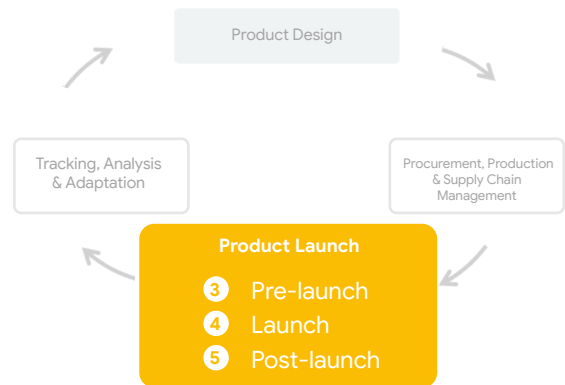 Product Design
Tracking, Analysis
& Adaptation
Procurement, Production
& Supply Chain
Management
Product Launch
3 Pre-launch
4 Launch
5 Post-launch